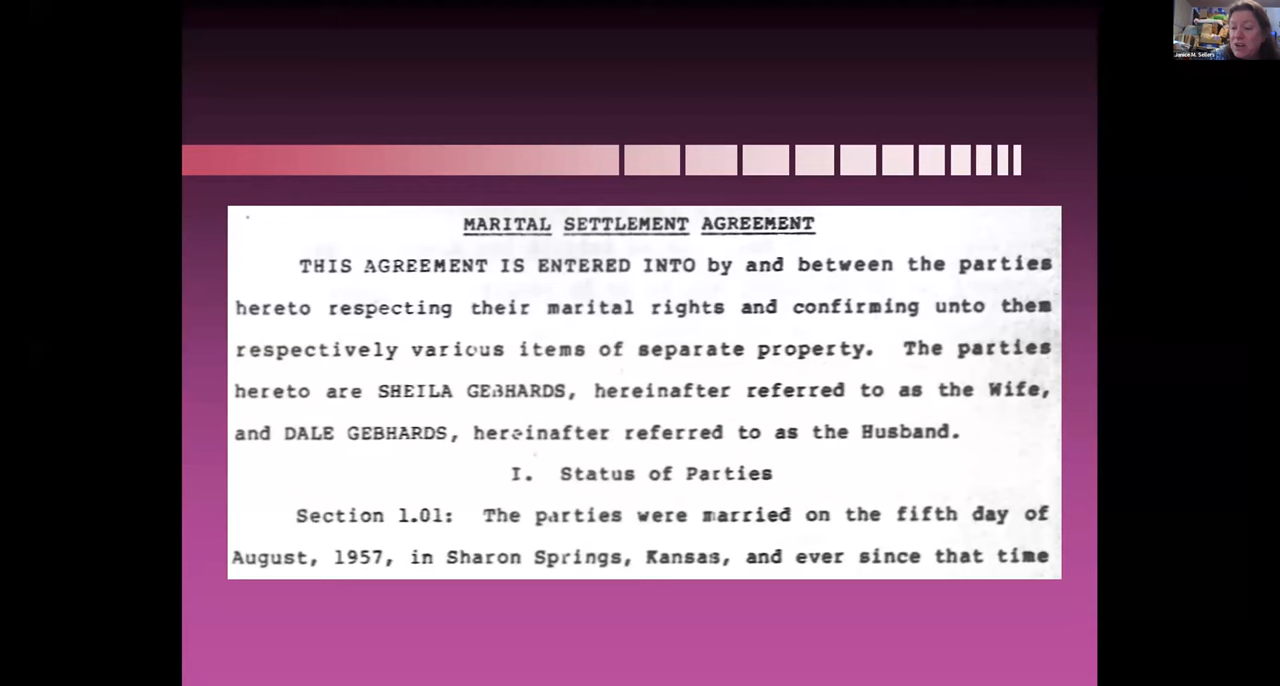 Janice M. Sellers
MARITAL SETTLEMENT AGREEMENT
THIS AGREEMENT IS ENTERED INTO by and between the parties
hereto respecting their marital rights and confirming unto them
respectively various items of separate property. The parties
hereto are SHEILA GEBHARDS, hereinafter referred to as the Wife,
and DALE GEBHARDS, hereinafter referred to as the Husband.
I. Status of Parties
Section 1.01: The parties were married on the fifth day of
August, 1957, in Sharon Springs, Kansas, and ever since that time